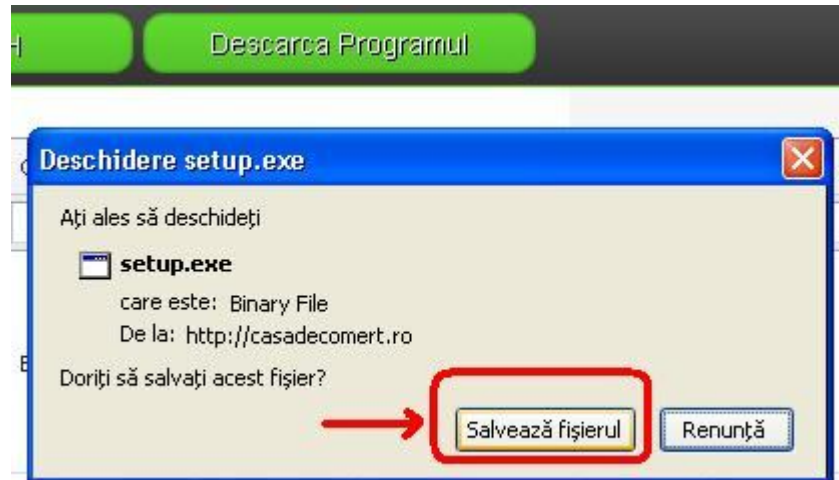 H
Descarca Programul
Deschidere setup.exe
Ați ales să deschideți
setup.exe
care este: Binary File
De la: http://casadecomert.ro
Doriți să salvați acest fișier?
Salvează fișierul
Renunță